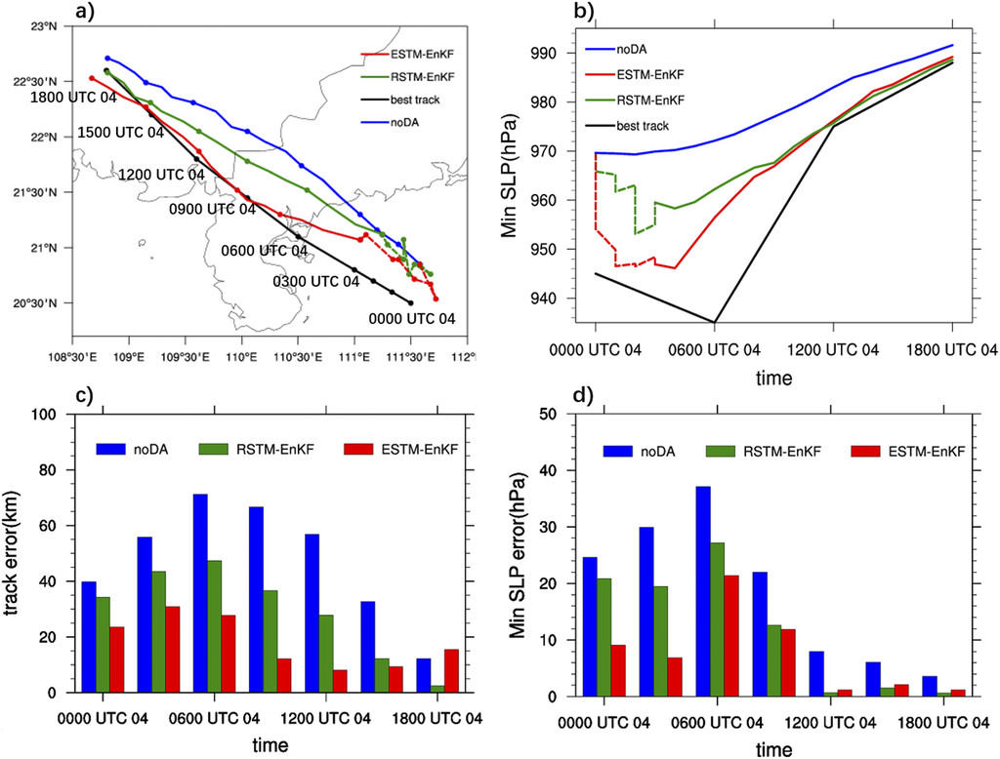 a)
23°N
22°30'N
22°N
21°30'N
21°N
20°30'N
108°30'E
109°E
109°30'E
110°E
110°30'E
111°E
111°30'E
112°
ESTM-EnKF
RSTM-EnKF
best track
noDA
1800 UTC 04
1500 UTC 04
1200 UTC 04
0900 UTC 04
0600 UTC 04
0300 UTC 04
0000 UTC 04
b)
Min SLP(hPa)
990
980
970
960
950
940
noDA
ESTM-EnKF
RSTM-EnKF
best track
0000 UTC 04
0600 UTC 04
1200 UTC 04
1800 UTC 04
time
c)
track error(km)
100
80
60
40
20
0
noDA
RSTM-EnKF
ESTM-EnKF
0000 UTC 04
0600 UTC 04
1200 UTC 04
1800 UTC 04
time
d)
Min SLP error(hPa)
50
40
30
20
10
0
noDA
RSTM-EnKF
ESTM-EnKF
0000 UTC 04
0600 UTC 04
1200 UTC 04
1800 UTC 04
time